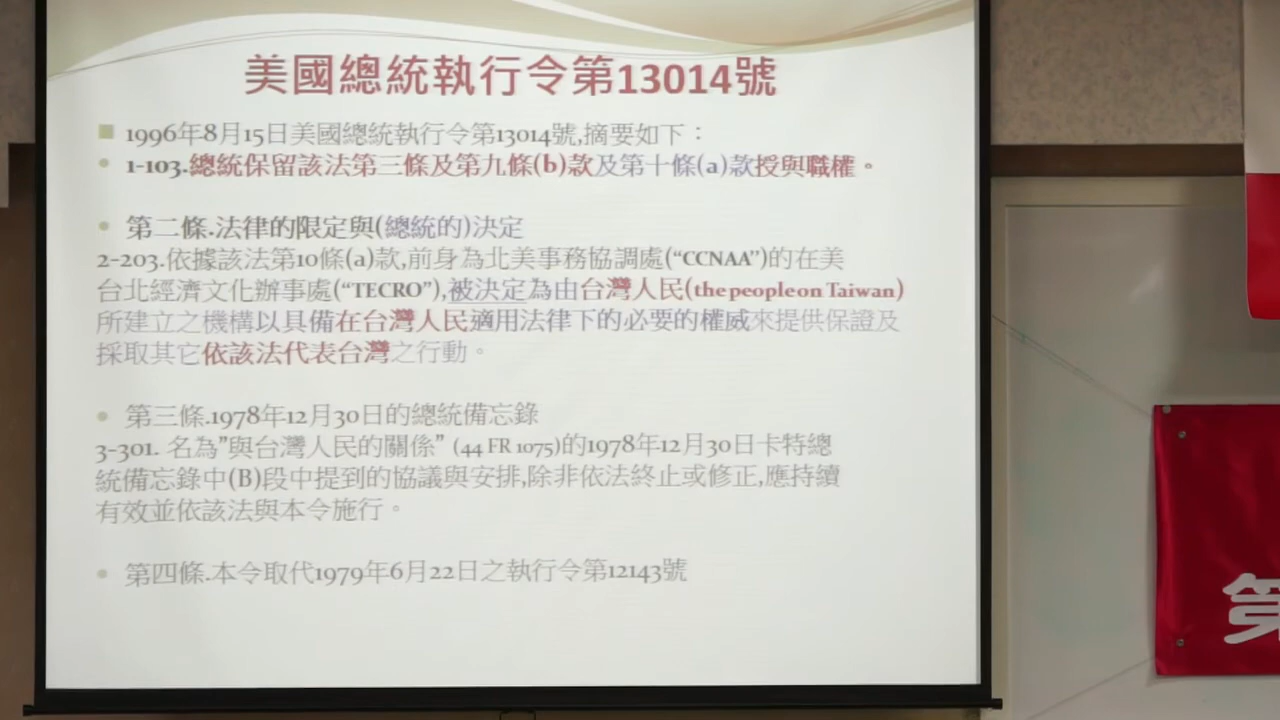 美國總統執行令第13014號
1996年8月15日美國總統執行令第13014號,摘要如下：
1-103.總統保留該法第三條及第九條(b)款及第十條(a)款授與職權。
第二條.法律的限定與(總統的)決定
2-203.依據該法第10條(a)款,前身為北美事務協調處(“CCNAA”)的在美
台北經濟文化辦事處(“TECRO”),被決定為由台灣人民(the people on Taiwan)
所建立之機構以具備在台灣人民適用法律下的必要的權威來提供保證及
採取其它依該法代表台灣之行動。
第三條.1978年12月30日的總統備忘錄
3-301. 名為”與台灣人民的關係” (44 FR 1075)的1978年12月30日卡特總
統備忘錄中(B)段中提到的協議與安排,除非依法終止或修正,應持續
有效並依該法與本令施行。
第四條.本令取代1979年6月22日之執行令第12143號
第